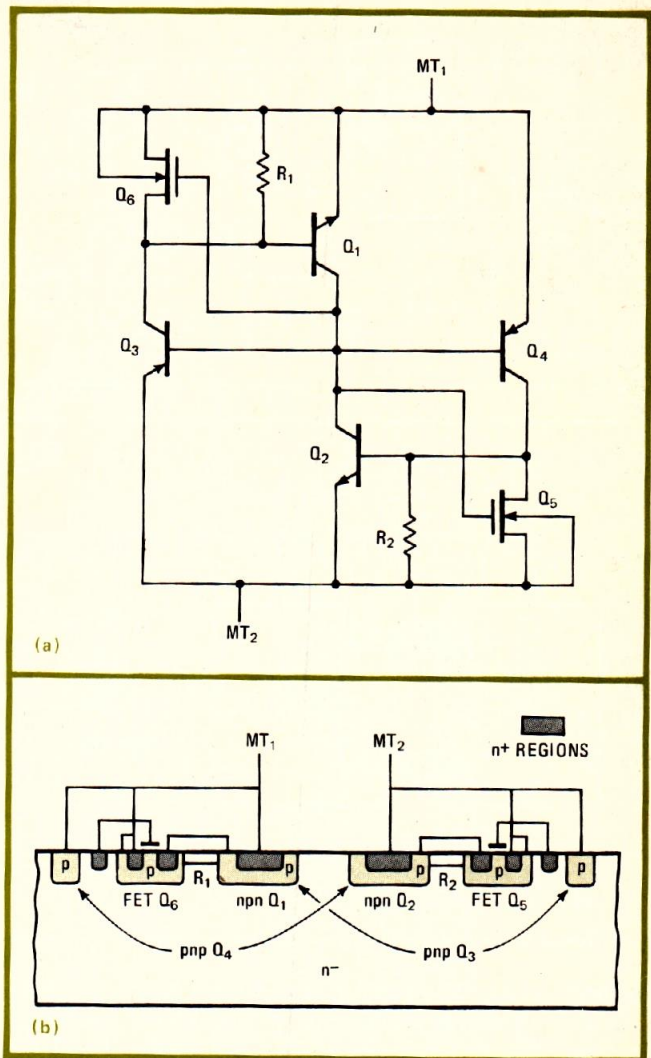 MT₁
R₁
Q₆
Q₁
Q₃
Q₄
Q₂
Q₅
R₂
MT₂
(a)
MT₁ MT₂
n+ REGIONS
p p R₁ p p R₂ p p
FET Q₆ npn Q₁ npn Q₂ FET Q₅
pnp Q₄ pnp Q₃
n−
(b)